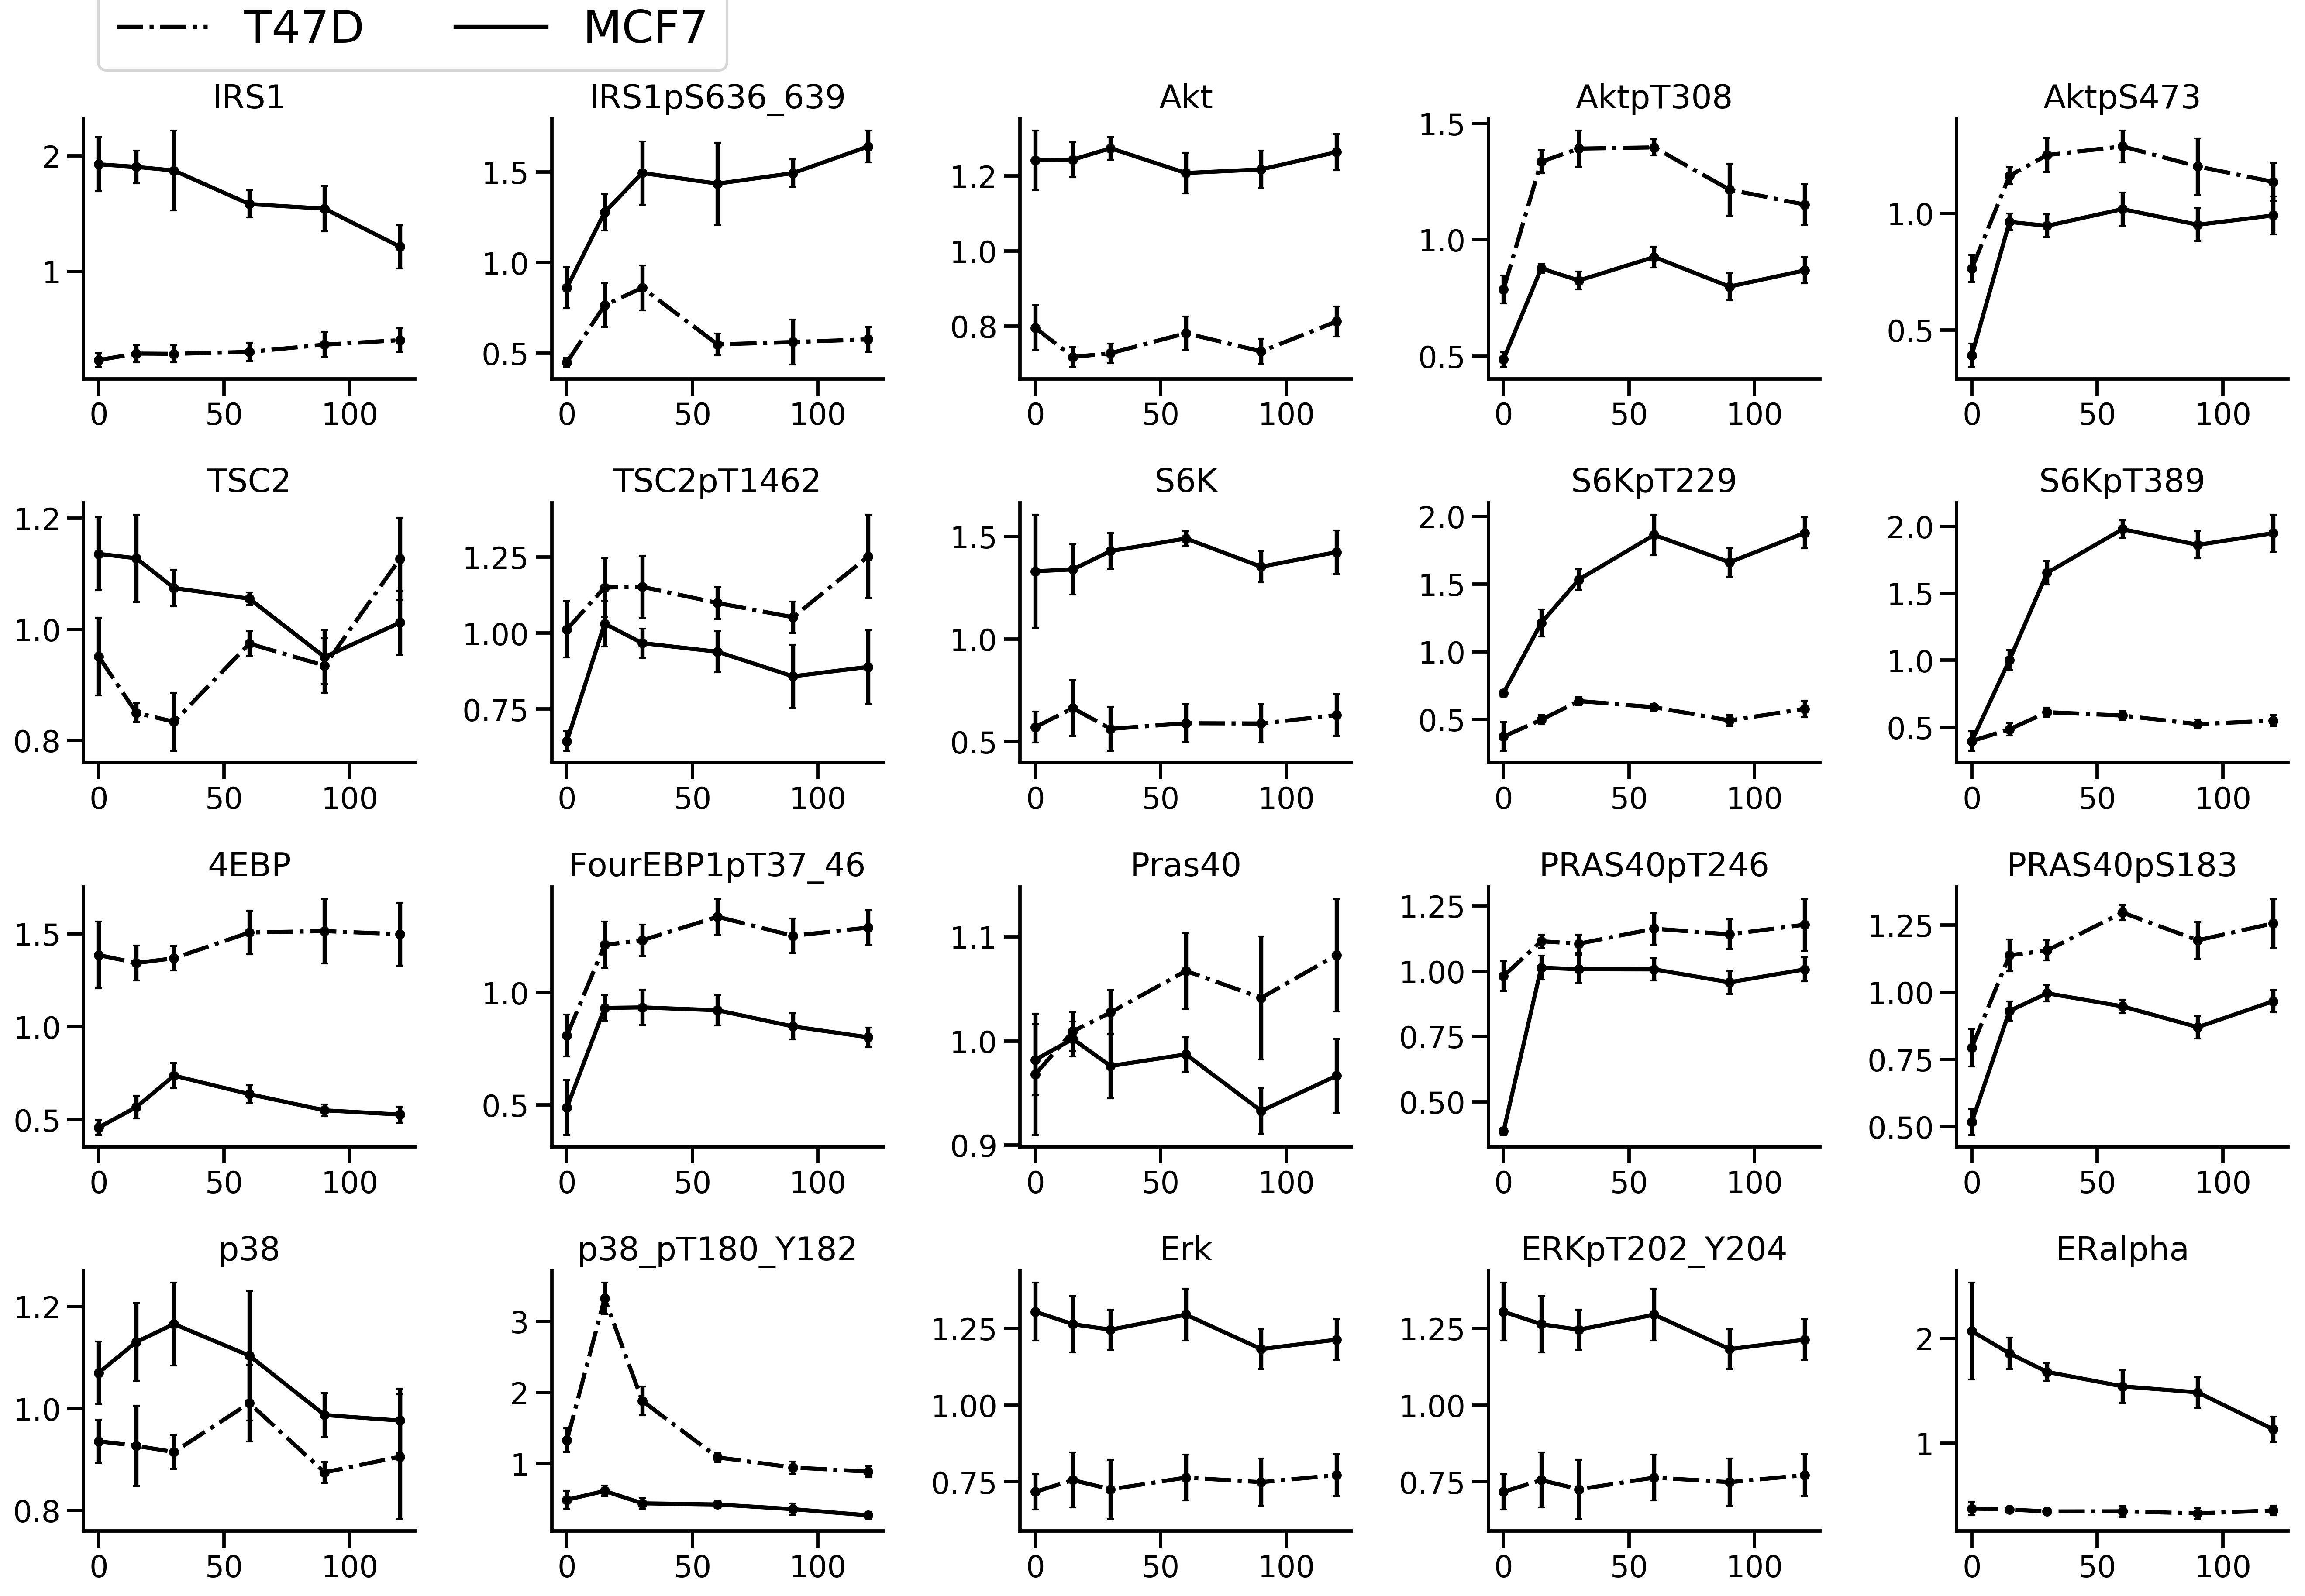 T47D MCF7
IRS1 IRS1pS636_639 Akt AktpT308 AktpS473
2 1 0 50 100
1.5 1.0 0.5 0 50 100
1.2 1.0 0.8 0 50 100
1.5 1.0 0.5 0 50 100
1.0 0.5 0 50 100
TSC2 TSC2pT1462 S6K S6KpT229 S6KpT389
1.2 1.0 0.8 0 50 100
1.25 1.00 0.75 0 50 100
1.5 1.0 0.5 0 50 100
2.0 1.5 1.0 0.5 0 50 100
2.0 1.5 1.0 0.5 0 50 100
4EBP FourEBP1pT37_46 Pras40 PRAS40pT246 PRAS40pS183
1.5 1.0 0.5 0 50 100
1.0 0.5 0 50 100
1.1 1.0 0.9 0 50 100
1.25 1.00 0.75 0.50 0 50 100
1.25 1.00 0.75 0.50 0 50 100
p38 p38_pT180_Y182 Erk ERKpT202_Y204 ERalpha
1.2 1.0 0.8 0 50 100
3 2 1 0 50 100
1.25 1.00 0.75 0 50 100
1.25 1.00 0.75 0 50 100
2 1 0 50 100